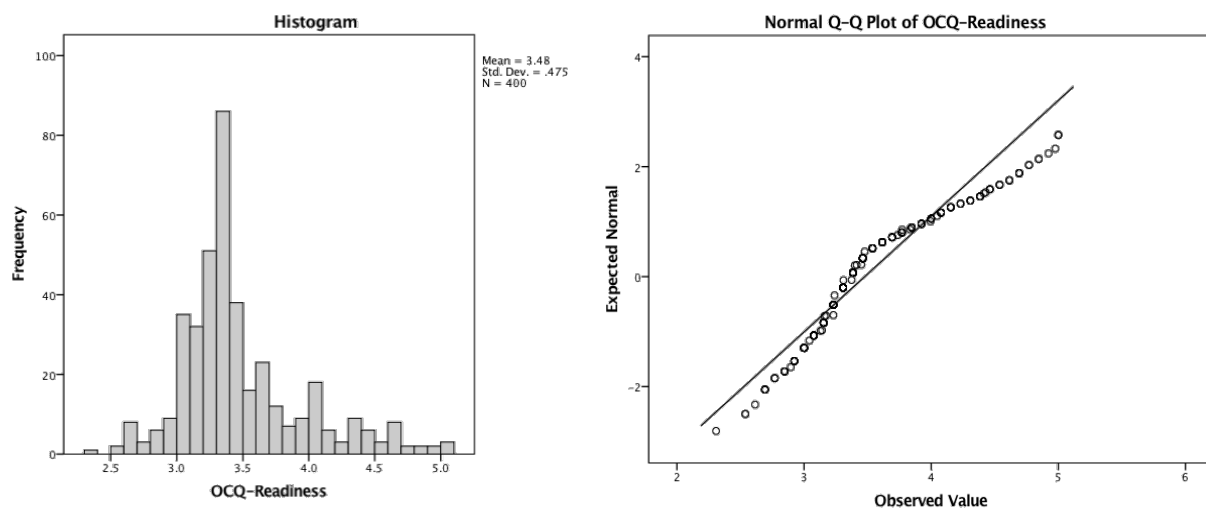 Histogram
100
80
60
40
20
0
Frequency
2.5 3.0 3.5 4.0 4.5 5.0
OCQ-Readiness
Mean = 3.48
Std. Dev. = .475
N = 400
Normal Q-Q Plot of OCQ-Readiness
4
2
0
-2
Expected Normal
2 3 4 5 6
Observed Value